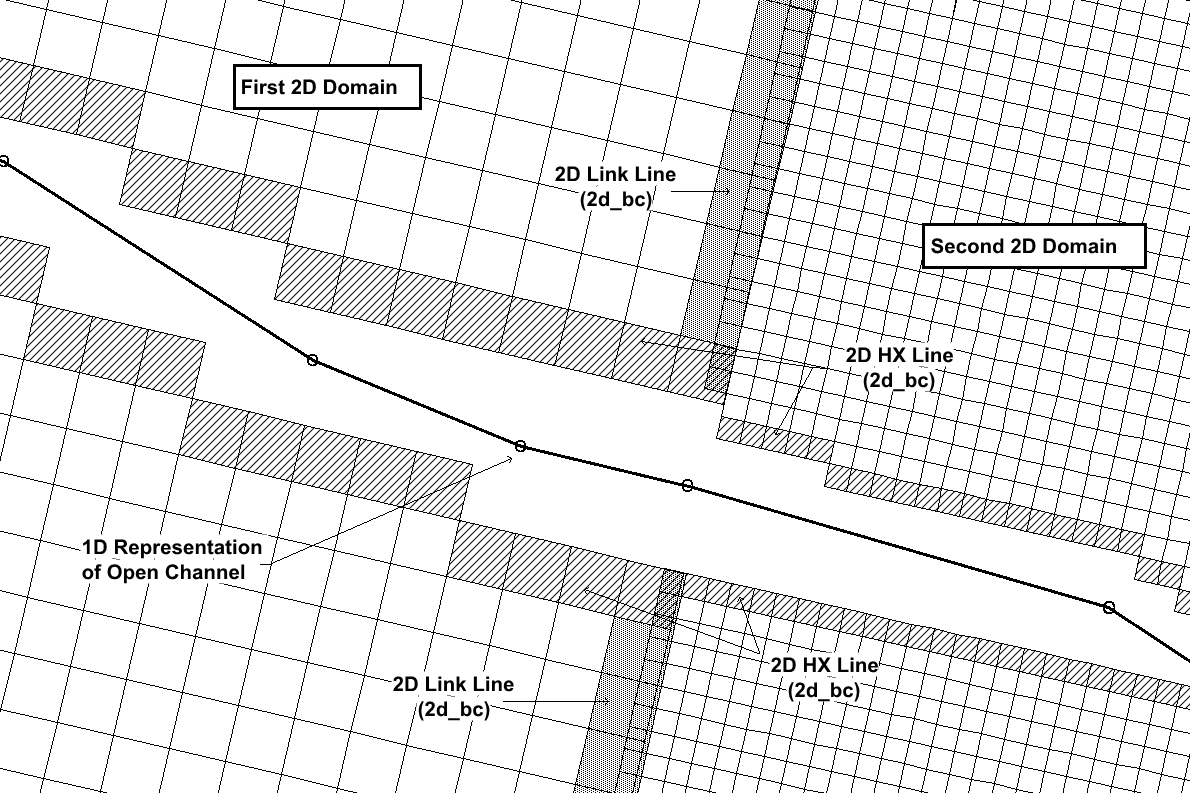 First 2D Domain
2D Link Line
(2d_bc)
Second 2D Domain
2D HX Line
(2d_bc)
1D Representation
of Open Channel
2D HX Line
(2d_bc)
2D Link Line
(2d_bc)